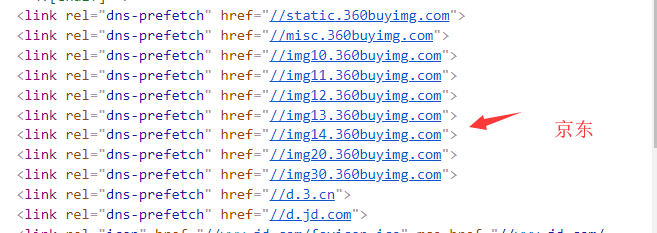 <link rel="dns-prefetch" href="//static.360buyimg.com">
<link rel="dns-prefetch" href="//misc.360buyimg.com">
<link rel="dns-prefetch" href="//img10.360buyimg.com">
<link rel="dns-prefetch" href="//img11.360buyimg.com">
<link rel="dns-prefetch" href="//img12.360buyimg.com">
<link rel="dns-prefetch" href="//img13.360buyimg.com">
<link rel="dns-prefetch" href="//img14.360buyimg.com">
京东
<link rel="dns-prefetch" href="//img20.360buyimg.com">
<link rel="dns-prefetch" href="//img30.360buyimg.com">
<link rel="dns-prefetch" href="//d.3.cn">
<link rel="dns-prefetch" href="//d.jd.com">